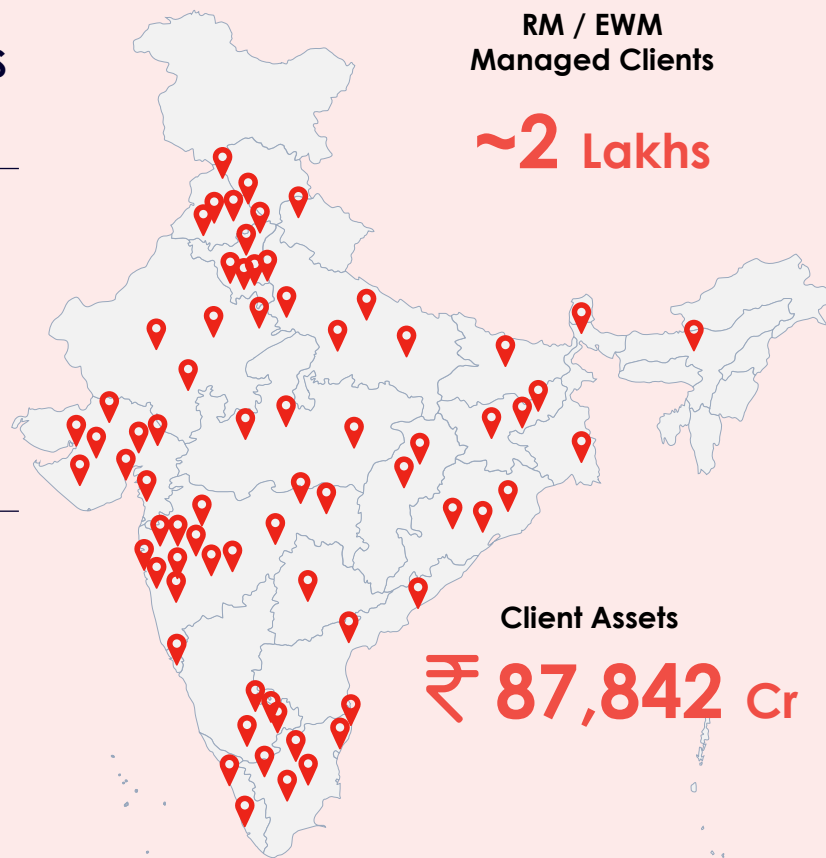 s
RM / EWM
Managed Clients
~2 Lakhs
Client Assets
₹ 87,842 Cr